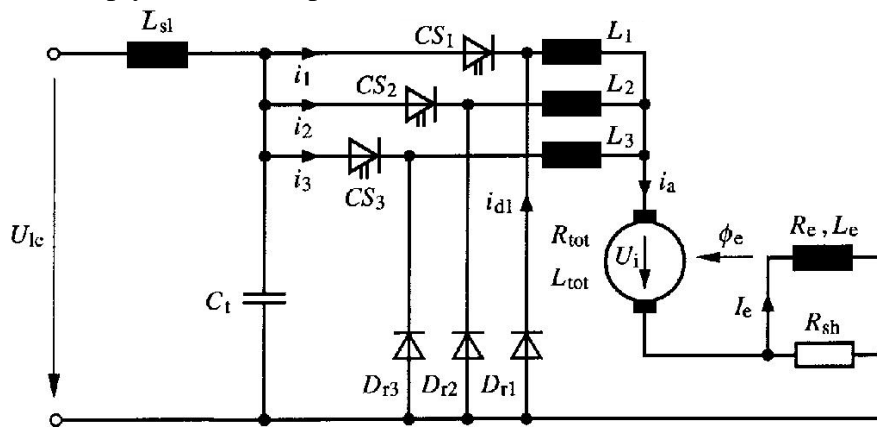 L_sl
CS_1
L_1
i_1
CS_2
L_2
i_2
L_3
i_3
CS_3
i_d1
i_a
U_lc
R_tot
U_i
ϕ_e
R_e , L_e
L_tot
C_t
I_e
R_sh
D_r3
D_r2
D_r1